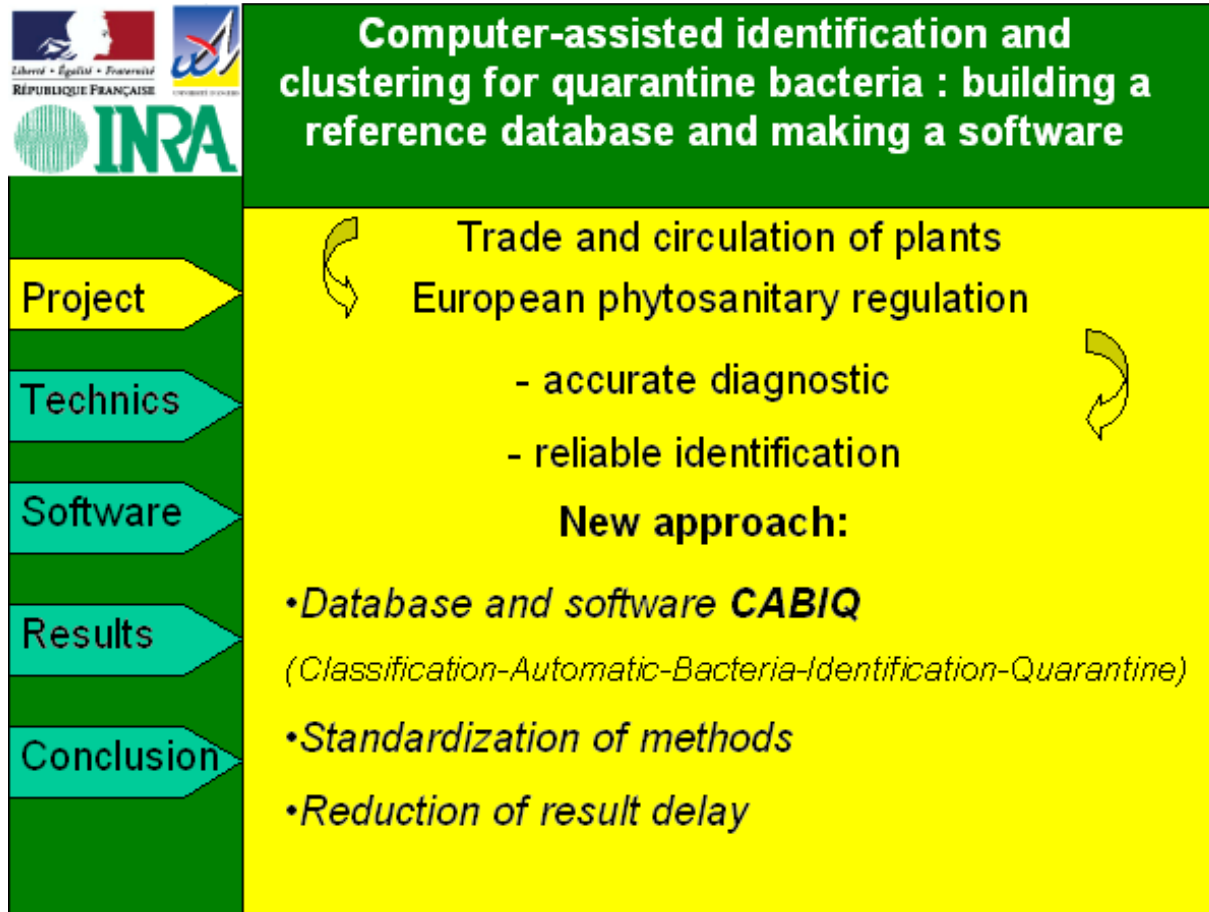 Liberté • Égalité • Fraternité
RÉPUBLIQUE FRANÇAISE
UNIVERSITÉ D'ANGERS
INRA
Computer-assisted identification and
clustering for quarantine bacteria : building a
reference database and making a software
Project
Technics
Software
Results
Conclusion
Trade and circulation of plants
European phytosanitary regulation
- accurate diagnostic
- reliable identification
New approach:
•Database and software CABIQ
(Classification-Automatic-Bacteria-Identification-Quarantine)
•Standardization of methods
•Reduction of result delay